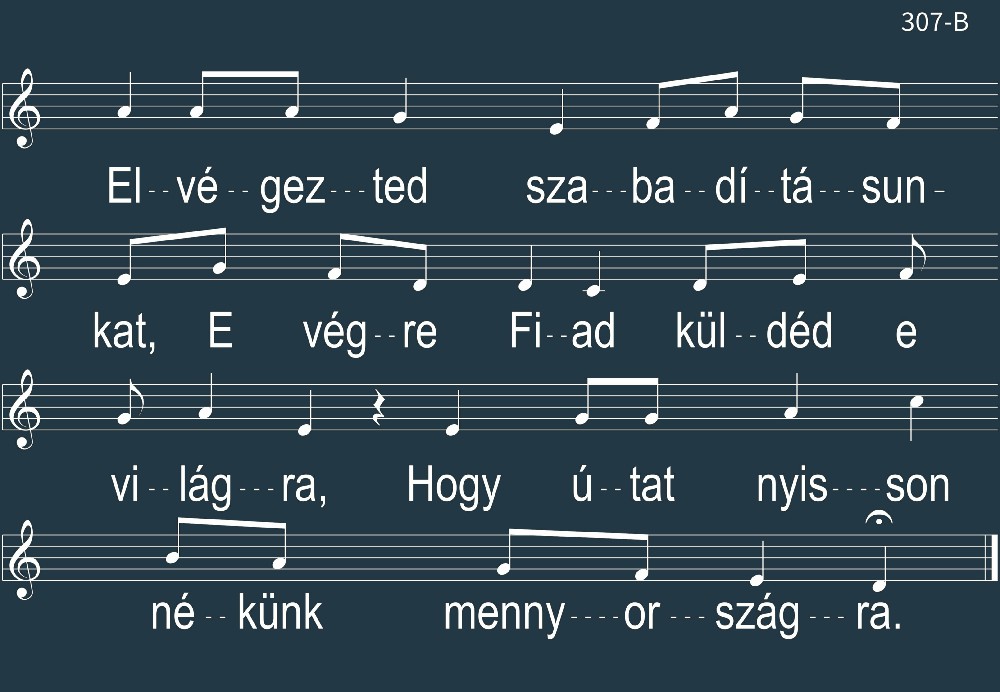 307-B
El--vé--gez---ted sza---ba--dí--tá---sun-
kat, E vég--re Fi--ad kül--déd e
vi--lág---ra, Hogy ú--tat nyis----son
né--künk menny----or---szág---ra.